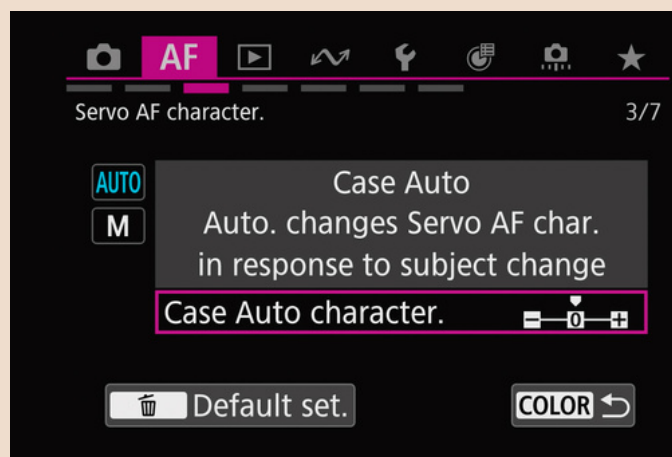 AF
Servo AF character.
3/7
AUTO
M
Case Auto
Auto. changes Servo AF char.
in response to subject change
Case Auto character.
0
Default set.
COLOR